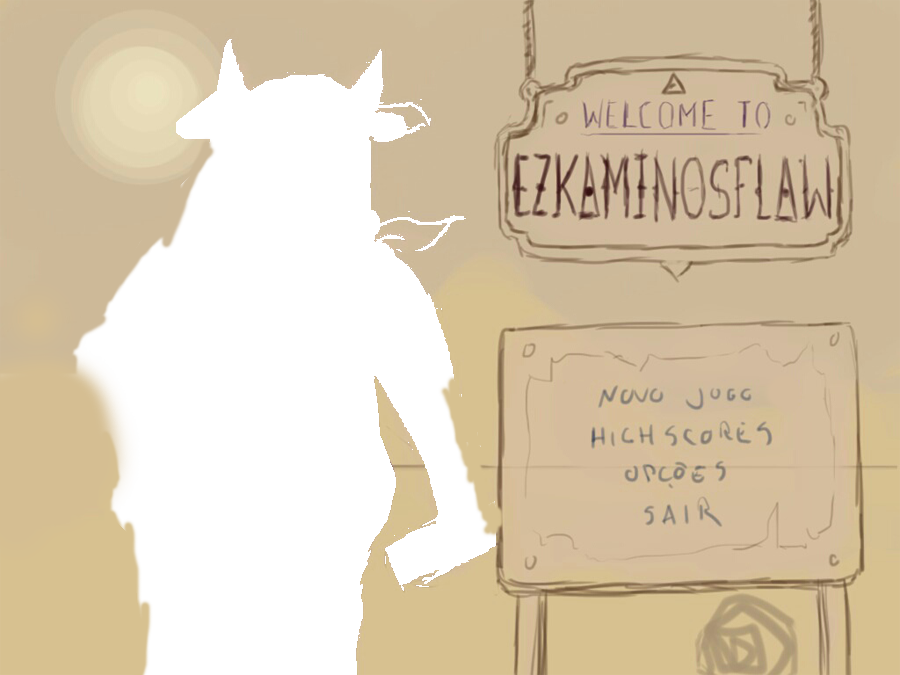 WELCOME TO
EZKAMINOSFLAW
NOVO JOGO
HIGHSCORES
OPÇÕES
SAIR